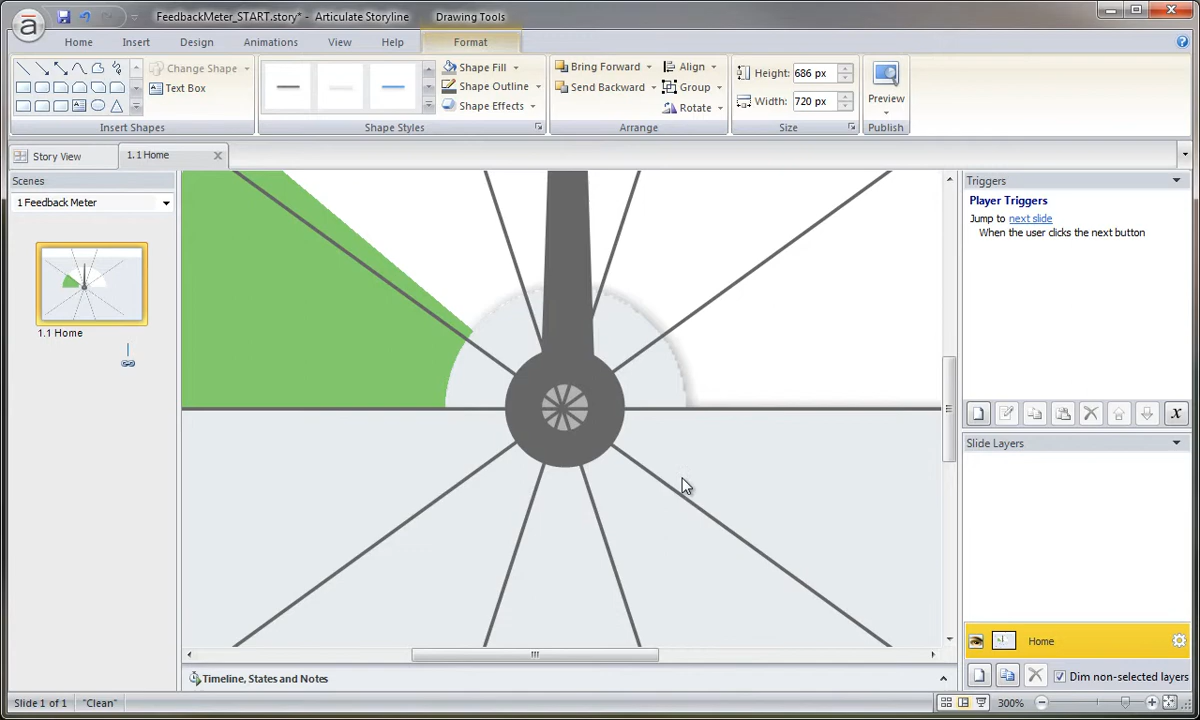 FeedbackMeter_START.story* - Articulate Storyline
Drawing Tools
Home
Insert
Design
Animations
View
Help
Format
Change Shape
Text Box
Insert Shapes
Shape Fill
Shape Outline
Shape Effects
Shape Styles
Bring Forward
Send Backward
Align
Group
Rotate
Arrange
Height: 686 px
Width: 720 px
Size
Preview
Publish
Story View
1.1 Home
Scenes
1 Feedback Meter
1.1 Home
Triggers
Player Triggers
Jump to next slide
When the user clicks the next button
Slide Layers
Home
Dim non-selected layers
Timeline, States and Notes
Slide 1 of 1
"Clean"
300%